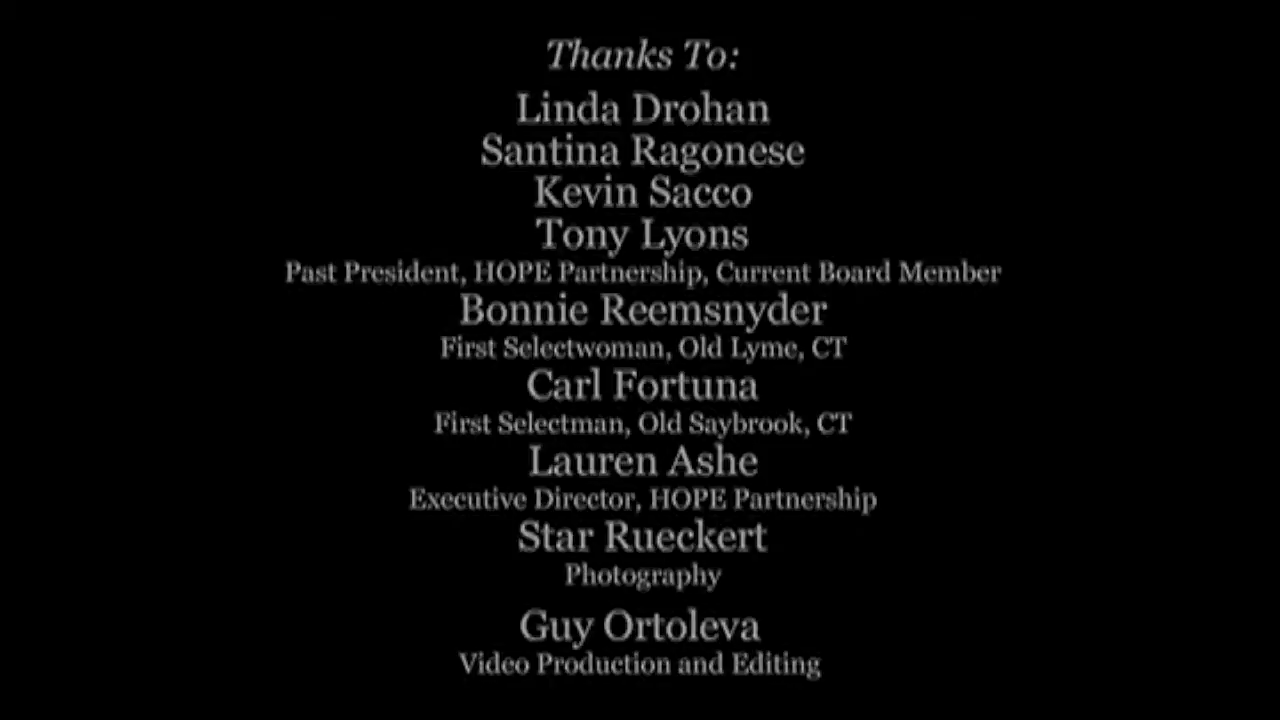 Thanks To:
Linda Drohan
Santina Ragonese
Kevin Sacco
Tony Lyons
Past President, HOPE Partnership, Current Board Member
Bonnie Reemsnyder
First Selectwoman, Old Lyme, CT
Carl Fortuna
First Selectman, Old Saybrook, CT
Lauren Ashe
Executive Director, HOPE Partnership
Star Rueckert
Photography
Guy Ortoleva
Video Production and Editing